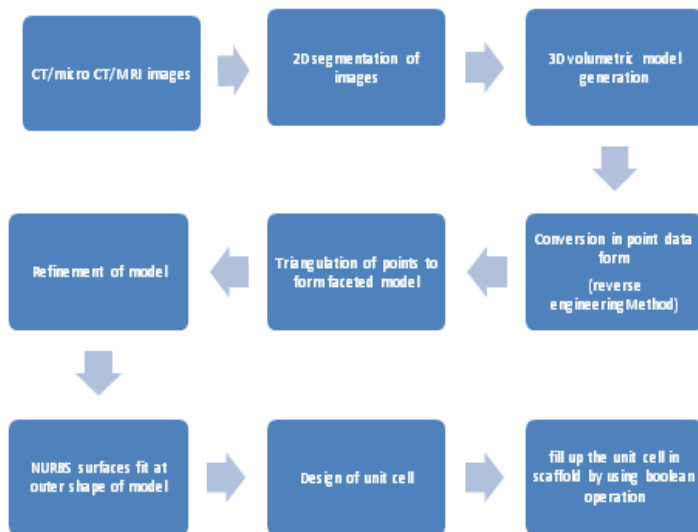 CT/micro CT/MRI images
2D segmentation of
images
3D volumetric model
generation
Conversion in point data
form
(reverse
engineering Method)
Triangulation of points to
form faceted model
Refinement of model
NURBS surfaces fit at
outer shape of model
Design of unit cell
fill up the unit cell in
scaffold by using boolean
operation